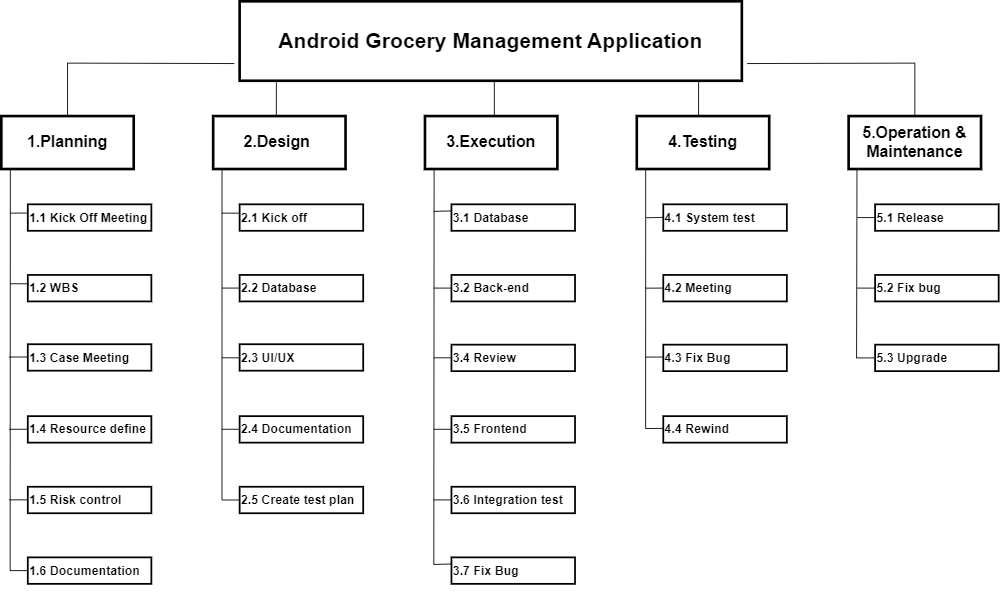 Android Grocery Management Application
1.Planning
2.Design
3.Execution
4.Testing
5.Operation &
Maintenance
1.1 Kick Off Meeting
1.2 WBS
1.3 Case Meeting
1.4 Resource define
1.5 Risk control
1.6 Documentation
2.1 Kick off
2.2 Database
2.3 UI/UX
2.4 Documentation
2.5 Create test plan
3.1 Database
3.2 Back-end
3.4 Review
3.5 Frontend
3.6 Integration test
3.7 Fix Bug
4.1 System test
4.2 Meeting
4.3 Fix Bug
4.4 Rewind
5.1 Release
5.2 Fix bug
5.3 Upgrade